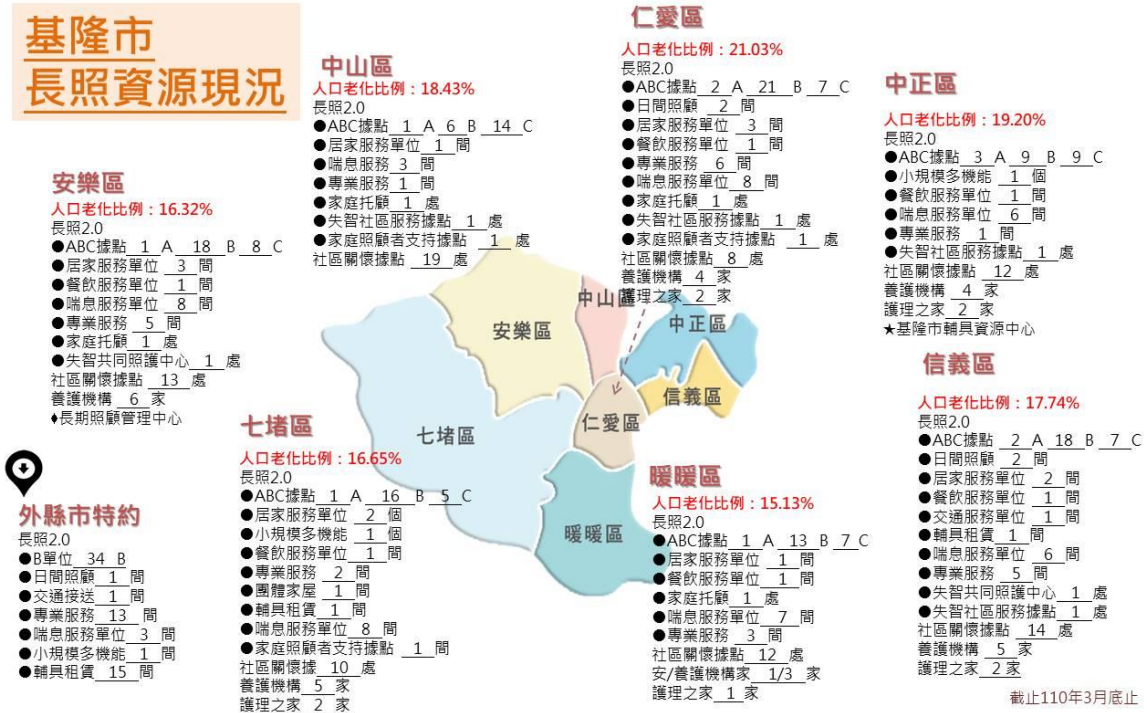 基隆市
長照資源現況
中山區
人口老化比例：18.43%
長照2.0
●ABC據點 1 A 6 B 14 C
●居家服務單位 1 間
●喘息服務 3 間
●專業服務 1 間
●家庭托顧 1 處
●失智社區服務據點 1 處
●家庭照顧者支持據點 1 處
社區關懷據點 19 處
仁愛區
人口老化比例：21.03%
長照2.0
●ABC據點 2 A 21 B 7 C
●日間照顧 2 間
●居家服務單位 3 間
●餐飲服務單位 1 間
●專業服務 6 間
●喘息服務單位 8 間
●家庭托顧 1 處
●失智社區服務據點 1 處
●家庭照顧者支持據點 1 處
社區關懷據點 8 處
養護機構 4 家
護理之家 2 家
中正區
人口老化比例：19.20%
長照2.0
●ABC據點 3 A 9 B 9 C
●小規模多機能 1 個
●餐飲服務單位 1 間
●喘息服務單位 6 間
●專業服務 1 間
●失智社區服務據點 1 處
社區關懷據點 12 處
養護機構 4 家
護理之家 2 家
★基隆市輔具資源中心
安樂區
人口老化比例：16.32%
長照2.0
●ABC據點 1 A 18 B 8 C
●居家服務單位 3 間
●餐飲服務單位 1 間
●喘息服務單位 8 間
●專業服務 5 間
●家庭托顧 1 處
●失智共同照護中心 1 處
社區關懷據點 13 處
養護機構 6 家
♦長期照顧管理中心
中山區
安樂區
中正區
信義區
仁愛區
七堵區
暖暖區
信義區
人口老化比例：17.74%
長照2.0
●ABC據點 2 A 18 B 7 C
●日間照顧 2 間
●居家服務單位 2 間
●餐飲服務單位 1 間
●交通服務單位 1 間
●輔具租賃 1 間
●喘息服務單位 6 間
●專業服務 5 間
●失智共同照護中心 1 處
●失智社區服務據點 1 處
社區關懷據點 14 處
養護機構 5 家
護理之家 2 家
七堵區
人口老化比例：16.65%
長照2.0
●ABC據點 1 A 16 B 5 C
●居家服務單位 2 個
●小規模多機能 1 個
●餐飲服務單位 1 間
●專業服務 2 間
●團體家屋 1 間
●輔具租賃 1 間
●喘息服務單位 8 間
●家庭照顧者支持據點 1 間
社區關懷據 10 處
養護機構 5 家
護理之家 2 家
暖暖區
人口老化比例：15.13%
長照2.0
●ABC據點 1 A 13 B 7 C
●居家服務單位 1 間
●餐飲服務單位 1 間
●家庭托顧 1 處
●喘息服務單位 7 間
●專業服務 3 間
社區關懷據點 12 處
安/養護機構家 1/3 家
護理之家 1 家
外縣市特約
長照2.0
●B單位 34 B
●日間照顧 1 間
●交通接送 1 間
●專業服務 13 間
●喘息服務單位 3 間
●小規模多機能 1 間
●輔具租賃 15 間
截止110年3月底止